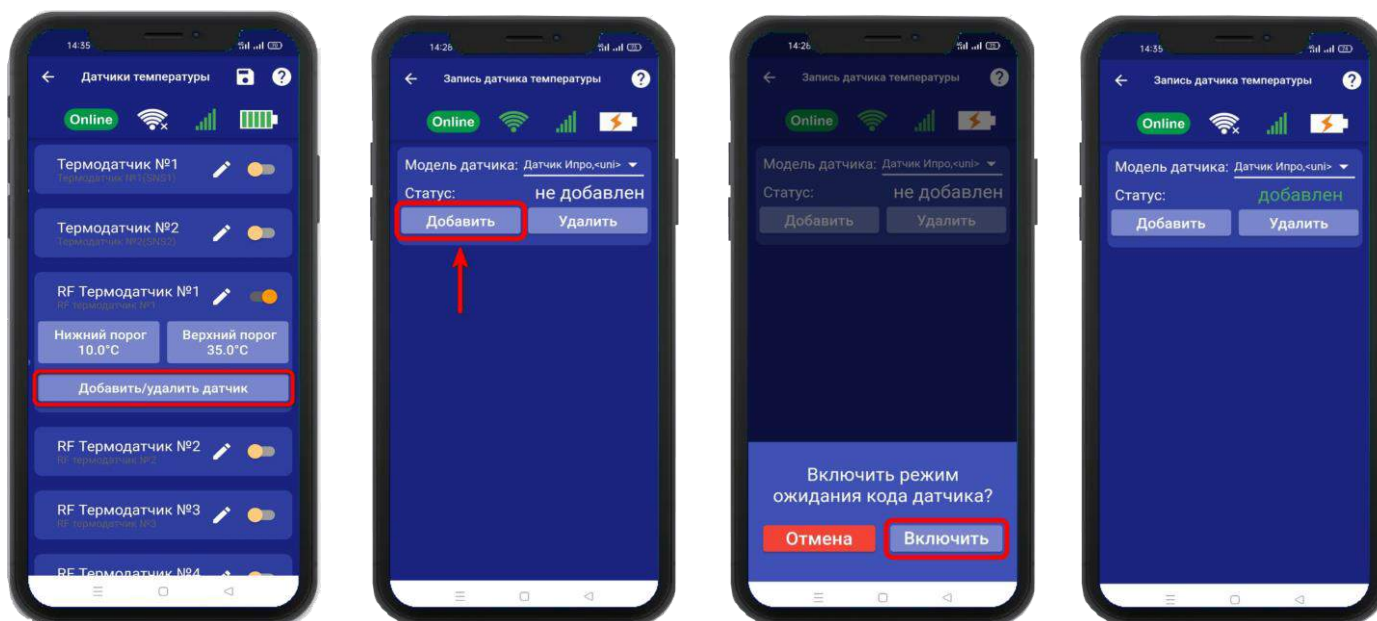 14:35
Датчики температуры
Online
Термодатчик №1
Термодатчик №1(SNS1)
Термодатчик №2
Термодатчик №2(SNS2)
RF Термодатчик №1
RF термодатчик №1
Нижний порог
10.0°C
Верхний порог
35.0°C
Добавить/удалить датчик
RF Термодатчик №2
RF термодатчик №2
RF Термодатчик №3
RF термодатчик №3
RF Термодатчик №4
14:26
Запись датчика температуры
Online
Модель датчика: Датчик Ипро,<uni>
Статус: не добавлен
Добавить Удалить
14:26
Запись датчика температуры
Online
Модель датчика: Датчик Ипро,<uni>
Статус: не добавлен
Добавить Удалить
Включить режим
ожидания кода датчика?
Отмена Включить
14:35
Запись датчика температуры
Online
Модель датчика: Датчик Ипро,<uni>
Статус: добавлен
Добавить Удалить